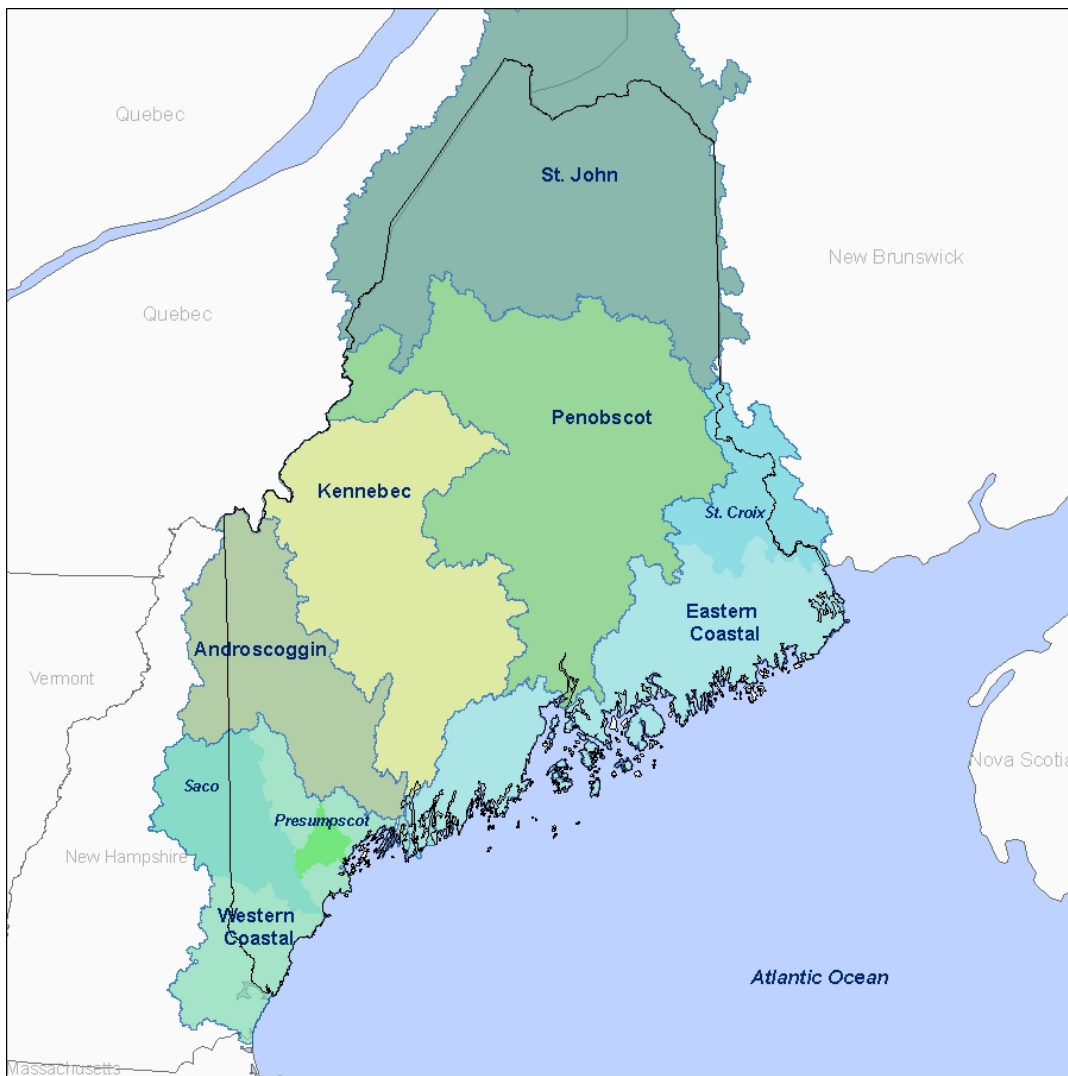 Quebec
St. John
New Brunswick
Quebec
Penobscot
Kennebec
St. Croix
Eastern
Coastal
Androscoggin
Vermont
Nova Scotia
Saco
Presumpscot
New Hampshire
Western
Coastal
Atlantic Ocean
Massachusetts